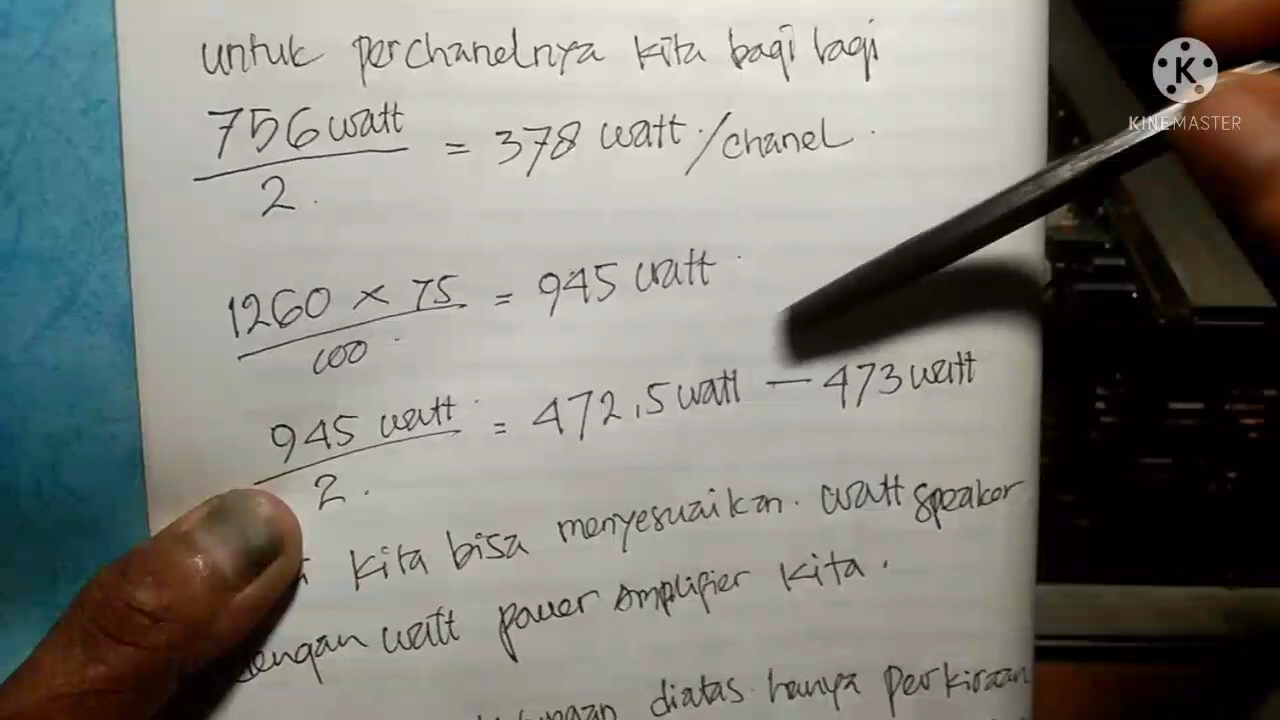 untuk perchanelnya kita bagi lagi
756 watt
2.
= 378 watt /chanel.
1260 × 75
100
= 945 watt
945 watt
2.
= 472,5 watt — 473 watt
kita bisa menyesuaikan. watt speaker
dengan watt power Amplifier kita.
diatas hanya perkiraan
K
KINEMASTER